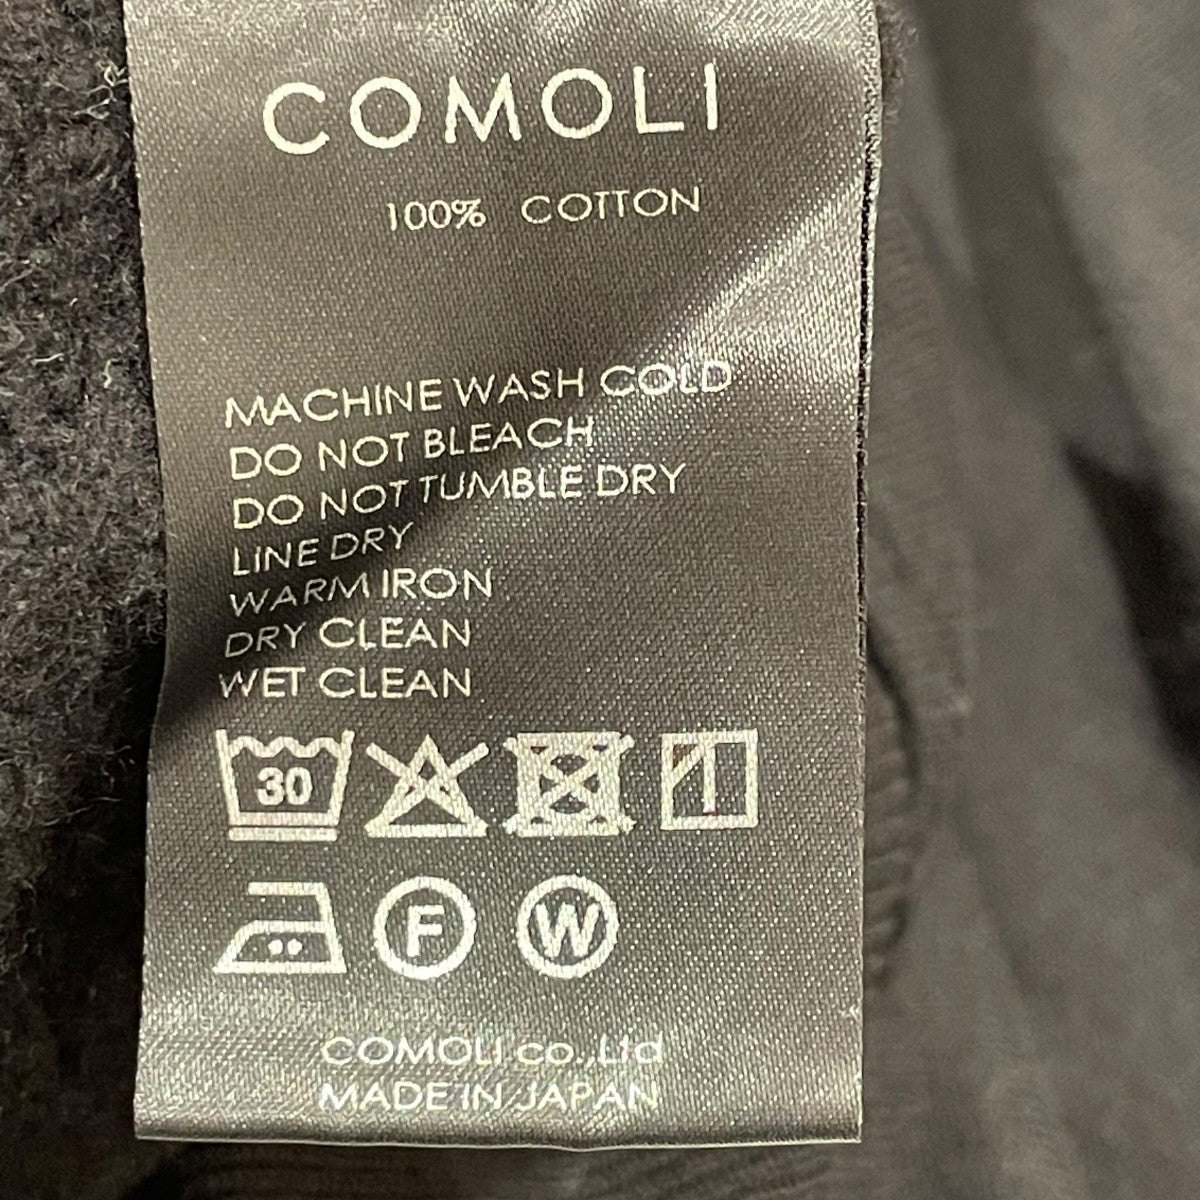 COMOLI
100% COTTON
MACHINE WASH COLD
DO NOT BLEACH
DO NOT TUMBLE DRY
LINE DRY
WARM IRON
DRY CLEAN
WET CLEAN
30
F W
COMOLI co.,Ltd
MADE IN JAPAN